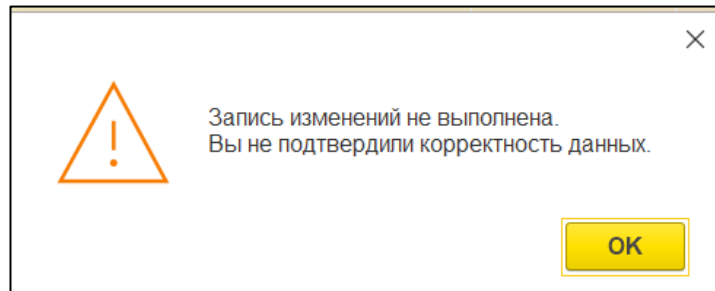 Запись изменений не выполнена.
Вы не подтвердили корректность данных.
OK